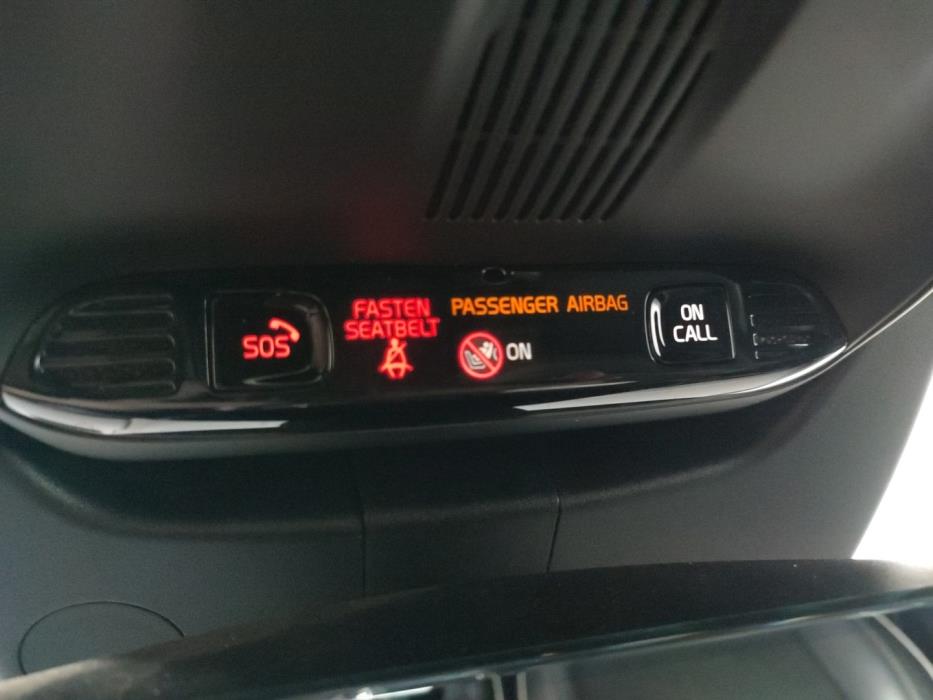 SOS
FASTEN
SEATBELT
PASSENGER AIRBAG
ON
ON
CALL